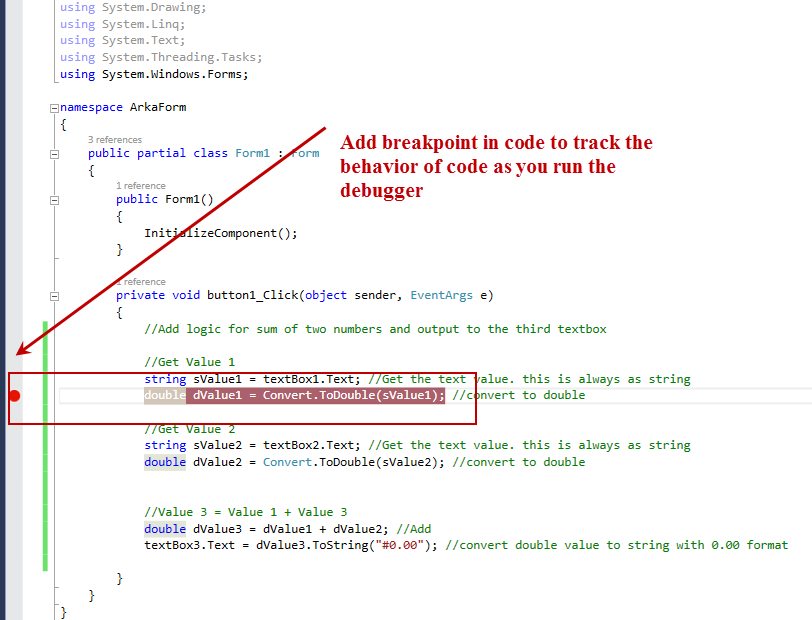 using System.Drawing;
using System.Linq;
using System.Text;
using System.Threading.Tasks;
using System.Windows.Forms;
namespace ArkaForm
{
3 references
public partial class Form1 : Form
{
1 reference
public Form1()
{
InitializeComponent();
}
1 reference
private void button1_Click(object sender, EventArgs e)
{
//Add logic for sum of two numbers and output to the third textbox
//Get Value 1
string sValue1 = textBox1.Text; //Get the text value. this is always as string
double dValue1 = Convert.ToDouble(sValue1); //convert to double
//Get Value 2
string sValue2 = textBox2.Text; //Get the text value. this is always as string
double dValue2 = Convert.ToDouble(sValue2); //convert to double
//Value 3 = Value 1 + Value 3
double dValue3 = dValue1 + dValue2; //Add
textBox3.Text = dValue3.ToString("#0.00"); //convert double value to string with 0.00 format
}
}
}
Add breakpoint in code to track the
behavior of code as you run the
debugger